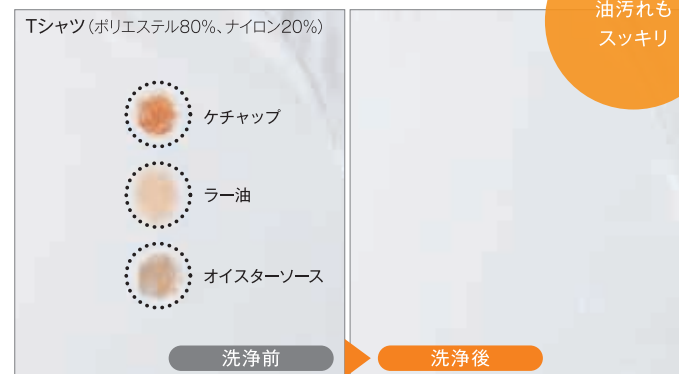 Tシャツ(ポリエステル80%、ナイロン20%)
ケチャップ
ラー油
オイスターソース
洗浄前
洗浄後
油汚れも
スッキリ